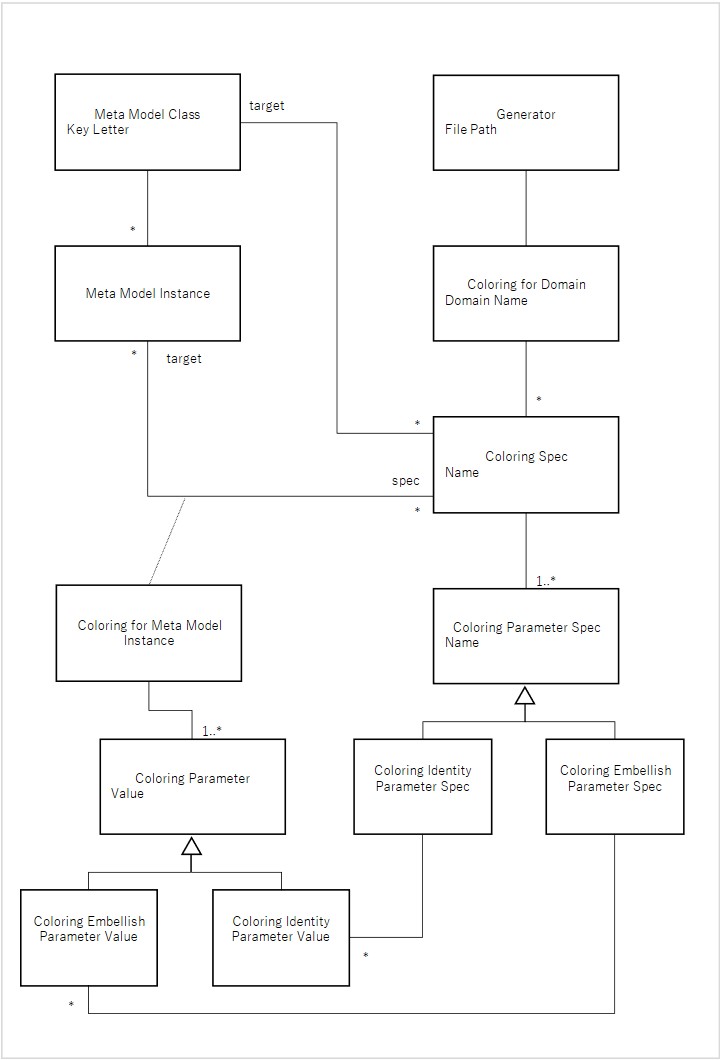 Meta Model Class
Key Letter
target
Generator
File Path
*
Meta Model Instance
Coloring for Domain
Domain Name
*
target
*
*
Coloring Spec
Name
spec
*
1..*
Coloring for Meta Model
Instance
Coloring Parameter Spec
Name
1..*
Coloring Parameter
Value
Coloring Identity
Parameter Spec
Coloring Embellish
Parameter Spec
Coloring Embellish
Parameter Value
Coloring Identity
Parameter Value
*
*